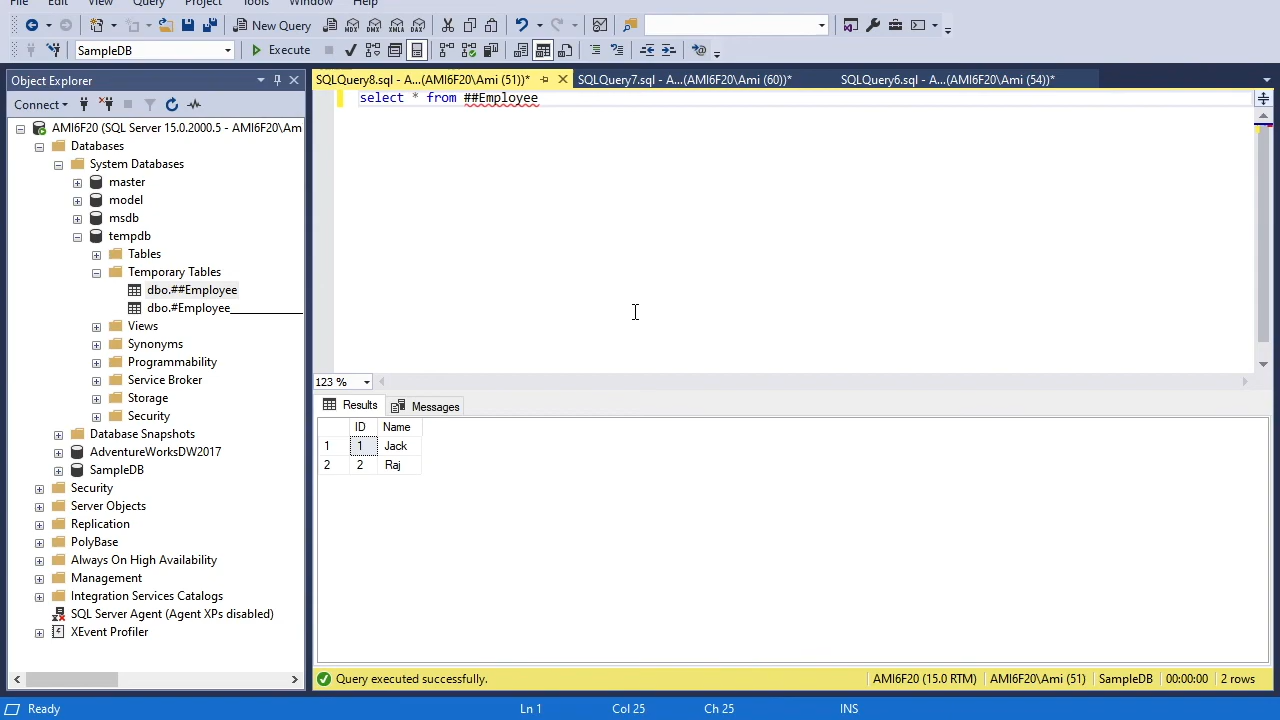 File Edit View Query Project Tools Window Help
New Query MDX DMX XMLA DAX
SampleDB Execute
Object Explorer
SQLQuery8.sql - A...(AMI6F20\Ami (51))* SQLQuery7.sql - A...(AMI6F20\Ami (60))* SQLQuery6.sql - A...(AMI6F20\Ami (54))*
Connect
select * from ##Employee
AMI6F20 (SQL Server 15.0.2000.5 - AMI6F20\Am
Databases
System Databases
master
model
msdb
tempdb
Tables
Temporary Tables
dbo.##Employee
dbo.#Employee____________
Views
Synonyms
Programmability
Service Broker
Storage
Security
Database Snapshots
AdventureWorksDW2017
SampleDB
Security
Server Objects
Replication
PolyBase
Always On High Availability
Management
Integration Services Catalogs
SQL Server Agent (Agent XPs disabled)
XEvent Profiler
123 %
Results Messages
ID Name
1 1 Jack
2 2 Raj
Query executed successfully. AMI6F20 (15.0 RTM) AMI6F20\Ami (51) SampleDB 00:00:00 2 rows
Ready Ln 1 Col 25 Ch 25 INS